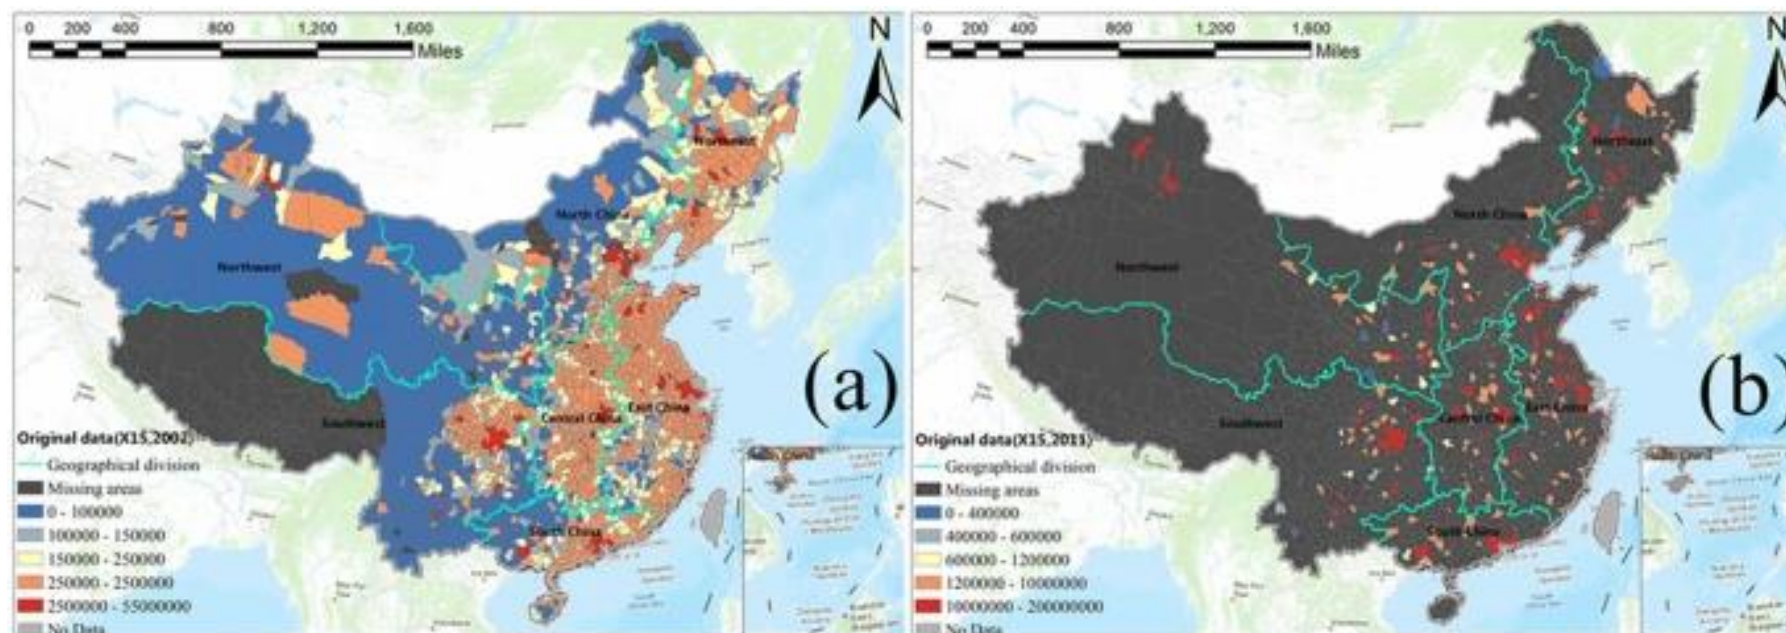 0 200 400 800 1,200 1,600
Miles
N
Northeast
North China
Northwest
Southwest
Central China
East China
South China
(a)
Original data(X15,2002)
Geographical division
Missing areas
0 - 100000
100000 - 150000
150000 - 250000
250000 - 2500000
2500000 - 55000000
No Data
0 200 400 800 1,200 1,600
Miles
N
Northeast
North China
Northwest
Southwest
Central China
East China
South China
(b)
Original data(X15,2011)
Geographical division
Missing areas
0 - 400000
400000 - 600000
600000 - 1200000
1200000 - 10000000
10000000 - 200000000
No Data